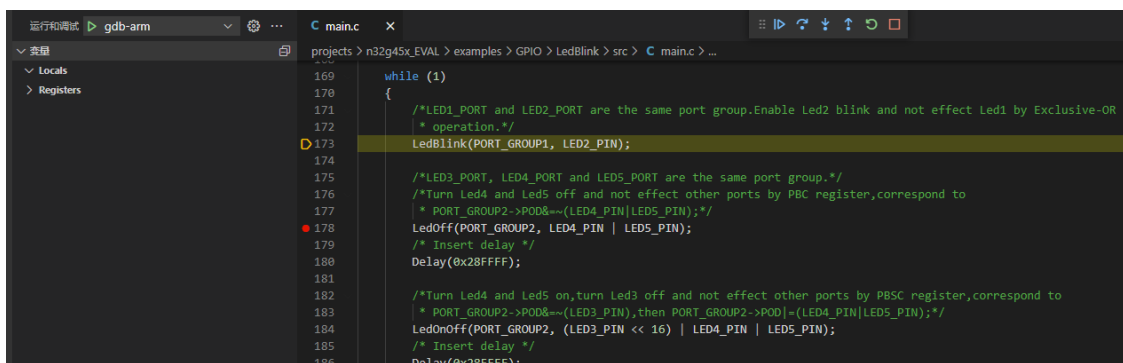 运行和调试 gdb-arm
C main.c
变量
projects > n32g45x_EVAL > examples > GPIO > LedBlink > src > C main.c > ...
Locals
Registers
169 while (1)
170 {
171 /*LED1_PORT and LED2_PORT are the same port group.Enable Led2 blink and not effect Led1 by Exclusive-OR
172 * operation.*/
173 LedBlink(PORT_GROUP1, LED2_PIN);
174
175 /*LED3_PORT, LED4_PORT and LED5_PORT are the same port group.*/
176 /*Turn Led4 and Led5 off and not effect other ports by PBC register,correspond to
177 * PORT_GROUP2->POD&=~(LED4_PIN|LED5_PIN);*/
178 LedOff(PORT_GROUP2, LED4_PIN | LED5_PIN);
179 /* Insert delay */
180 Delay(0x28FFFF);
181
182 /*Turn Led4 and Led5 on,turn Led3 off and not effect other ports by PBSC register,correspond to
183 * PORT_GROUP2->POD&=~(LED3_PIN),then PORT_GROUP2->POD|=(LED4_PIN|LED5_PIN);*/
184 LedOnOff(PORT_GROUP2, (LED3_PIN << 16) | LED4_PIN | LED5_PIN);
185 /* Insert delay */
186 Delay(0x28FFFF);